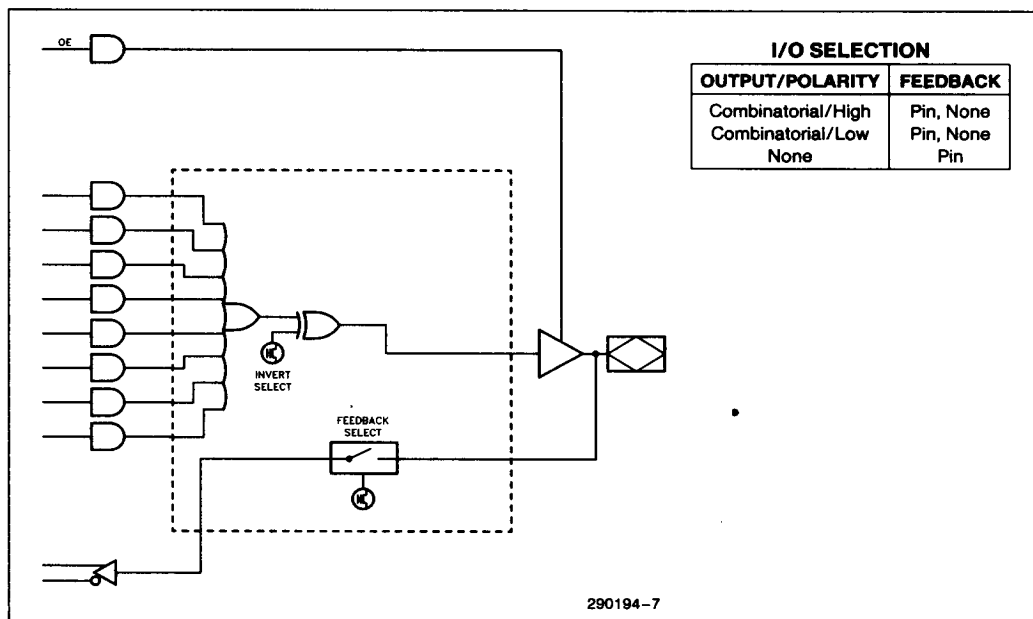 OE
I/O SELECTION
OUTPUT/POLARITY FEEDBACK
Combinatorial/High Pin, None
Combinatorial/Low Pin, None
None Pin
INVERT
SELECT
FEEDBACK
SELECT
290194-7